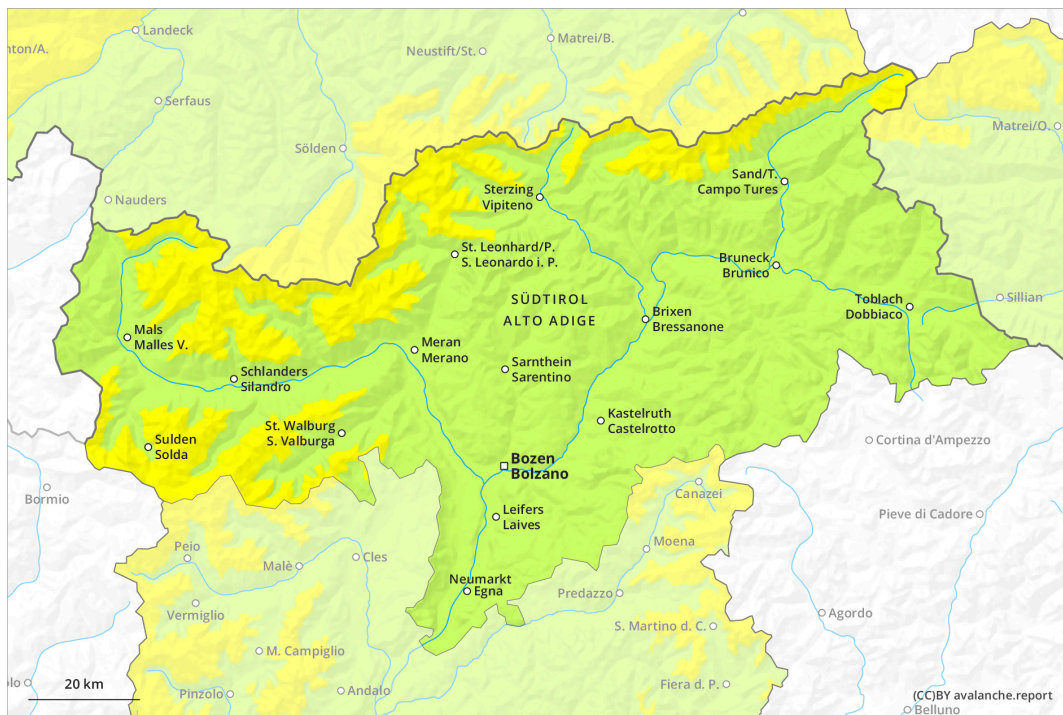 Landeck
Matrei/B.
Neustift/St.
nton/A.
Serfaus
Matrei/O.
Sölden
Sand/T.
Campo Tures
Sterzing
Vipiteno
Nauders
St. Leonhard/P.
S. Leonardo i. P.
Bruneck
Brunico
SÜDTIROL
ALTO ADIGE
Toblach
Dobbiaco
Sillian
Brixen
Bressanone
Mals
Malles V.
Meran
Merano
Sarnthein
Sarentino
Schlanders
Silandro
Kastelruth
Castelrotto
St. Walburg
S. Valburga
Sulden
Solda
Cortina d'Ampezzo
Bozen
Bolzano
Bormio
Canazei
Pieve di Cadore
Leifers
Laives
Moena
Peio
Cles
Malè
Neumarkt
Egna
Predazzo
Vermiglio
Agordo
S. Martino d. C.
M. Campiglio
20 km
olo
Pinzolo
Andalo
Fiera d. P.
(CC)BY avalanche.report
Belluno